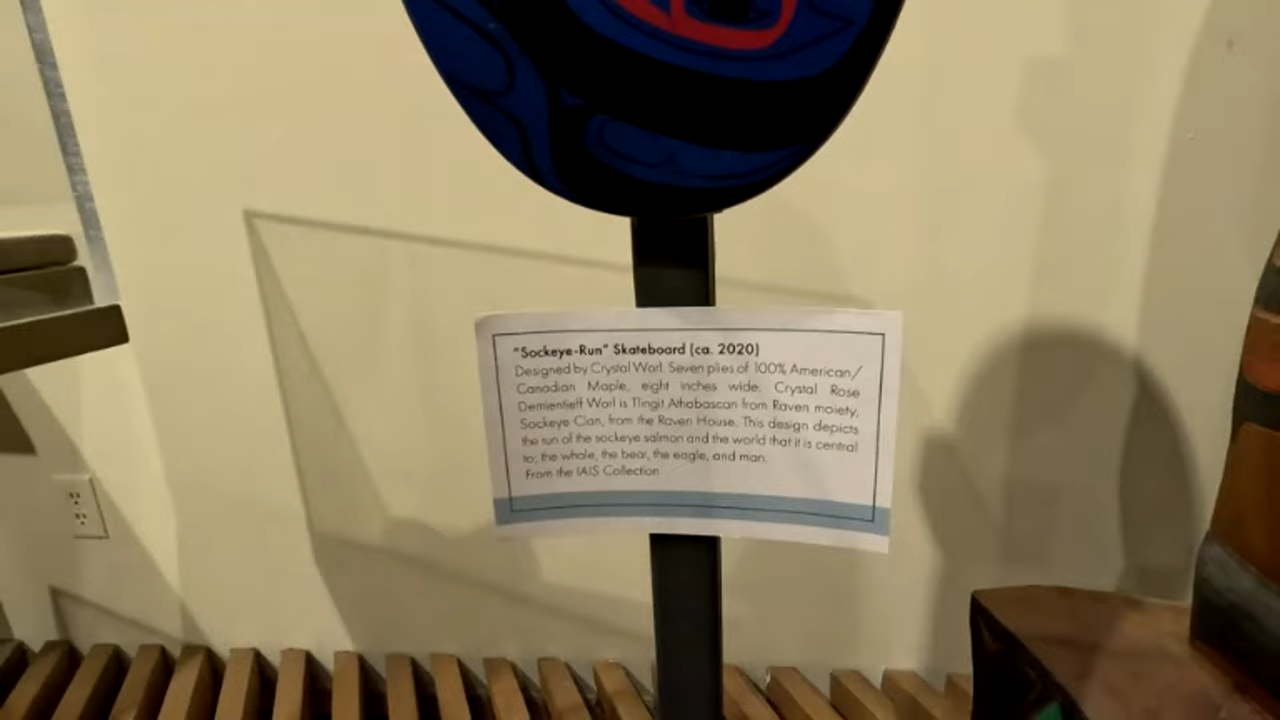 "Sockeye-Run" Skateboard (ca. 2020)
Designed by Crystal Worl. Seven plies of 100% American/
Canadian Maple, eight inches wide. Crystal Rose
Demientieff Worl is Tlingit Athabascan from Raven moiety,
Sockeye Clan, from the Raven House. This design depicts
the run of the sockeye salmon and the world that it is central
to; the whale, the bear, the eagle, and man.
From the IAIS Collection